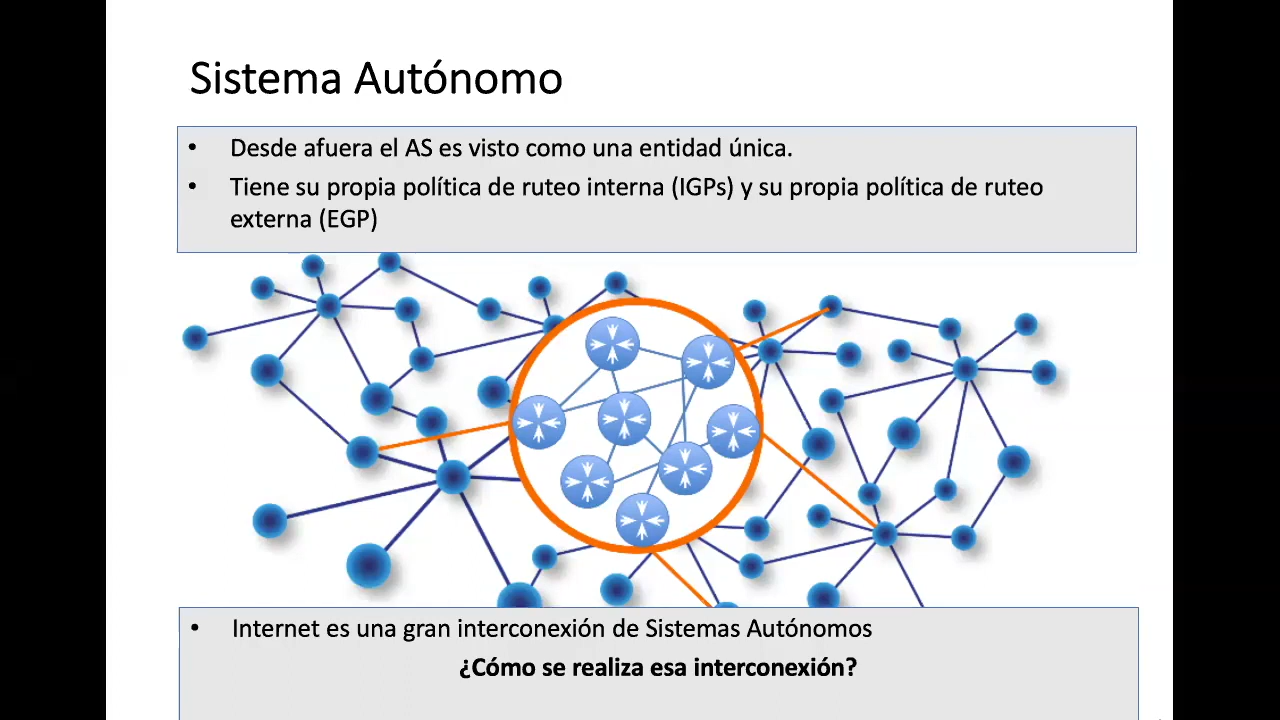 Sistema Autónomo
• Desde afuera el AS es visto como una entidad única.
• Tiene su propia política de ruteo interna (IGPs) y su propia política de ruteo
externa (EGP)
• Internet es una gran interconexión de Sistemas Autónomos
¿Cómo se realiza esa interconexión?